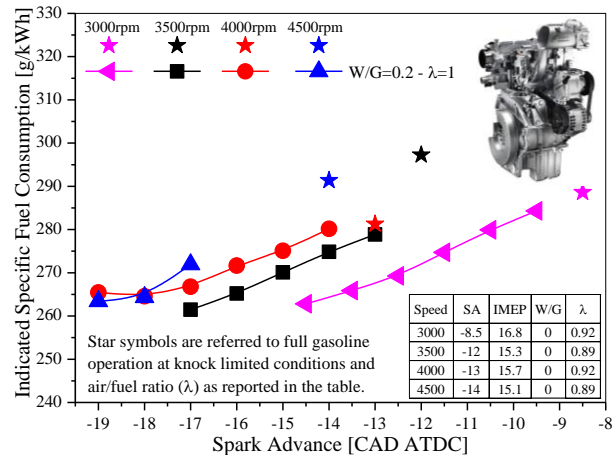 330
320
310
300
290
280
270
260
250
240
Indicated Specific Fuel Consumption [g/kWh]
3000rpm 3500rpm 4000rpm 4500rpm
W/G=0.2 - λ=1
Star symbols are referred to full gasoline
operation at knock limited conditions and
air/fuel ratio (λ) as reported in the table.
Speed SA IMEP W/G λ
3000 -8.5 16.8 0 0.92
3500 -12 15.3 0 0.89
4000 -13 15.7 0 0.92
4500 -14 15.1 0 0.89
-19 -18 -17 -16 -15 -14 -13 -12 -11 -10 -9 -8
Spark Advance [CAD ATDC]